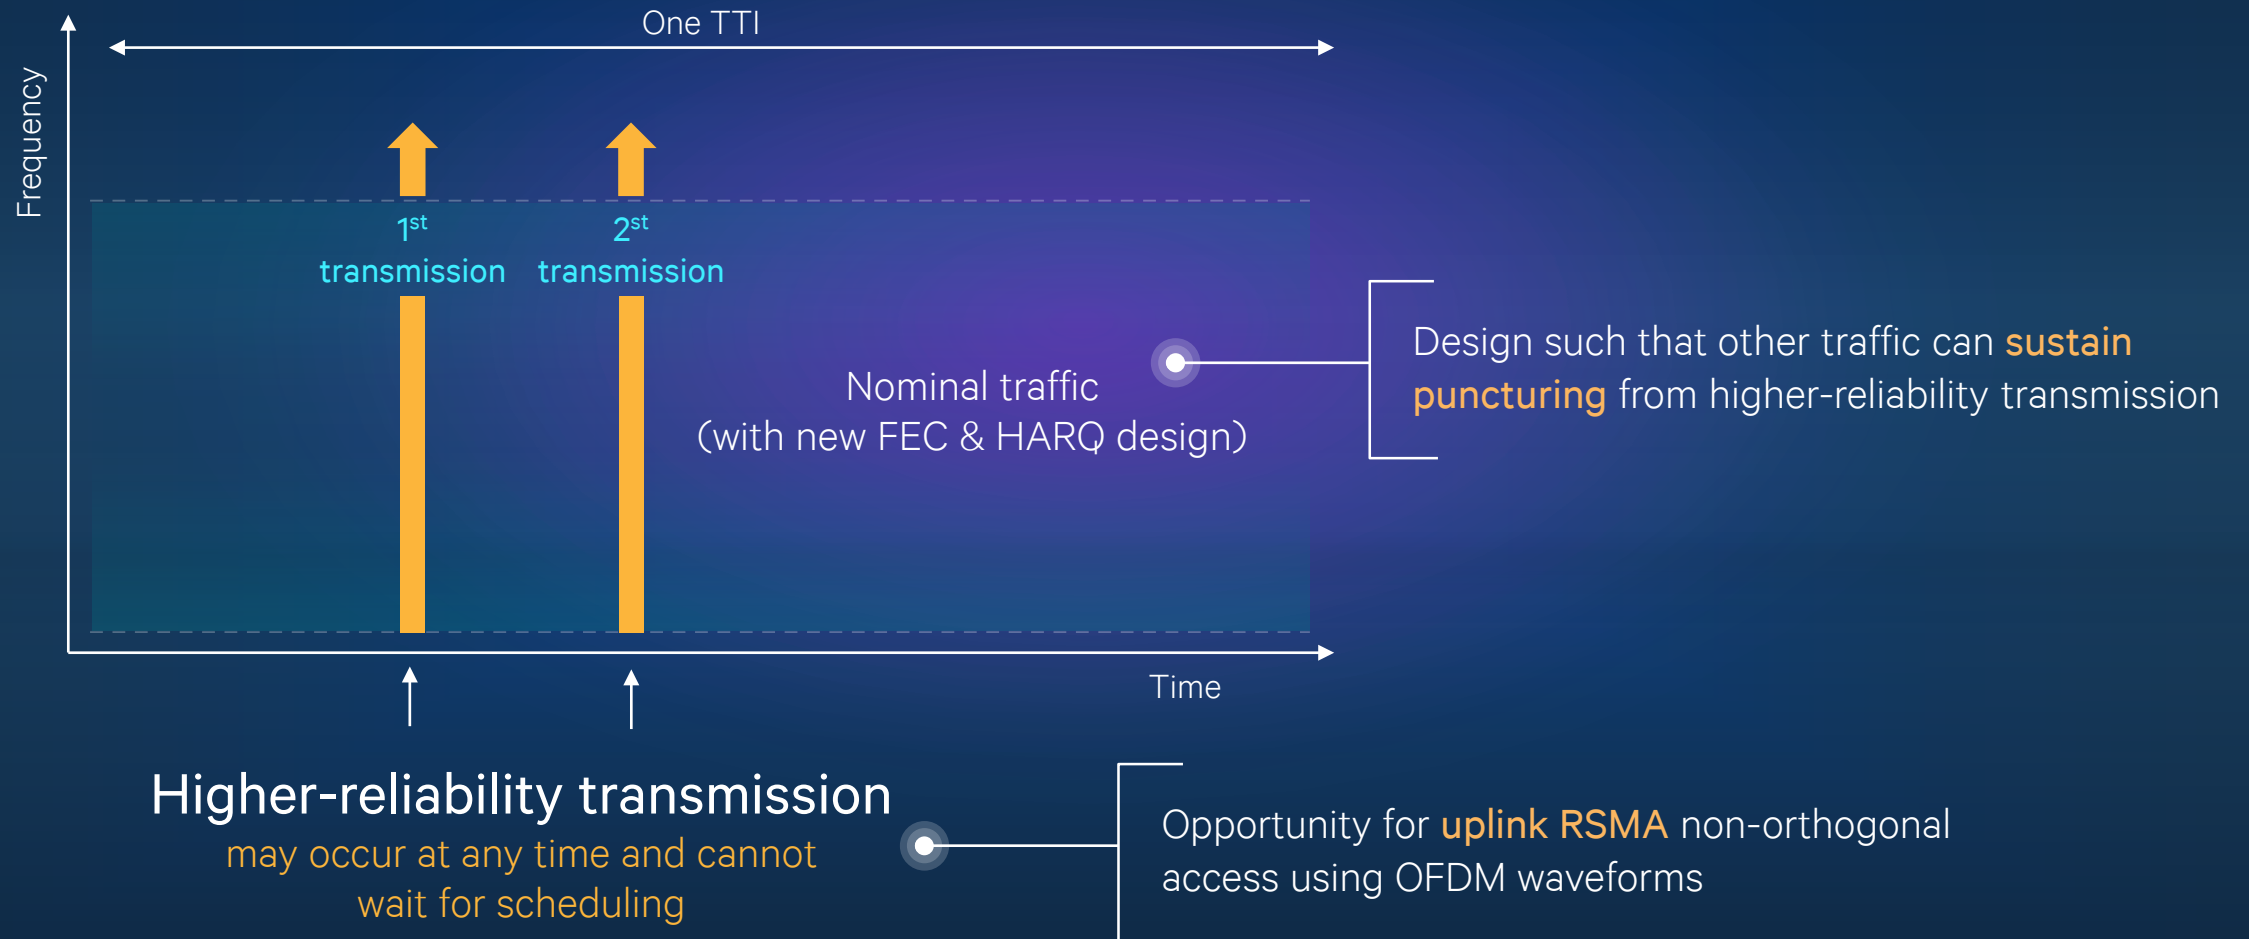 One TTI
Frequency
1st
transmission
2st
transmission
Nominal traffic
(with new FEC & HARQ design)
Design such that other traffic can sustain
puncturing from higher-reliability transmission
Time
Higher-reliability transmission
may occur at any time and cannot
wait for scheduling
Opportunity for uplink RSMA non-orthogonal
access using OFDM waveforms